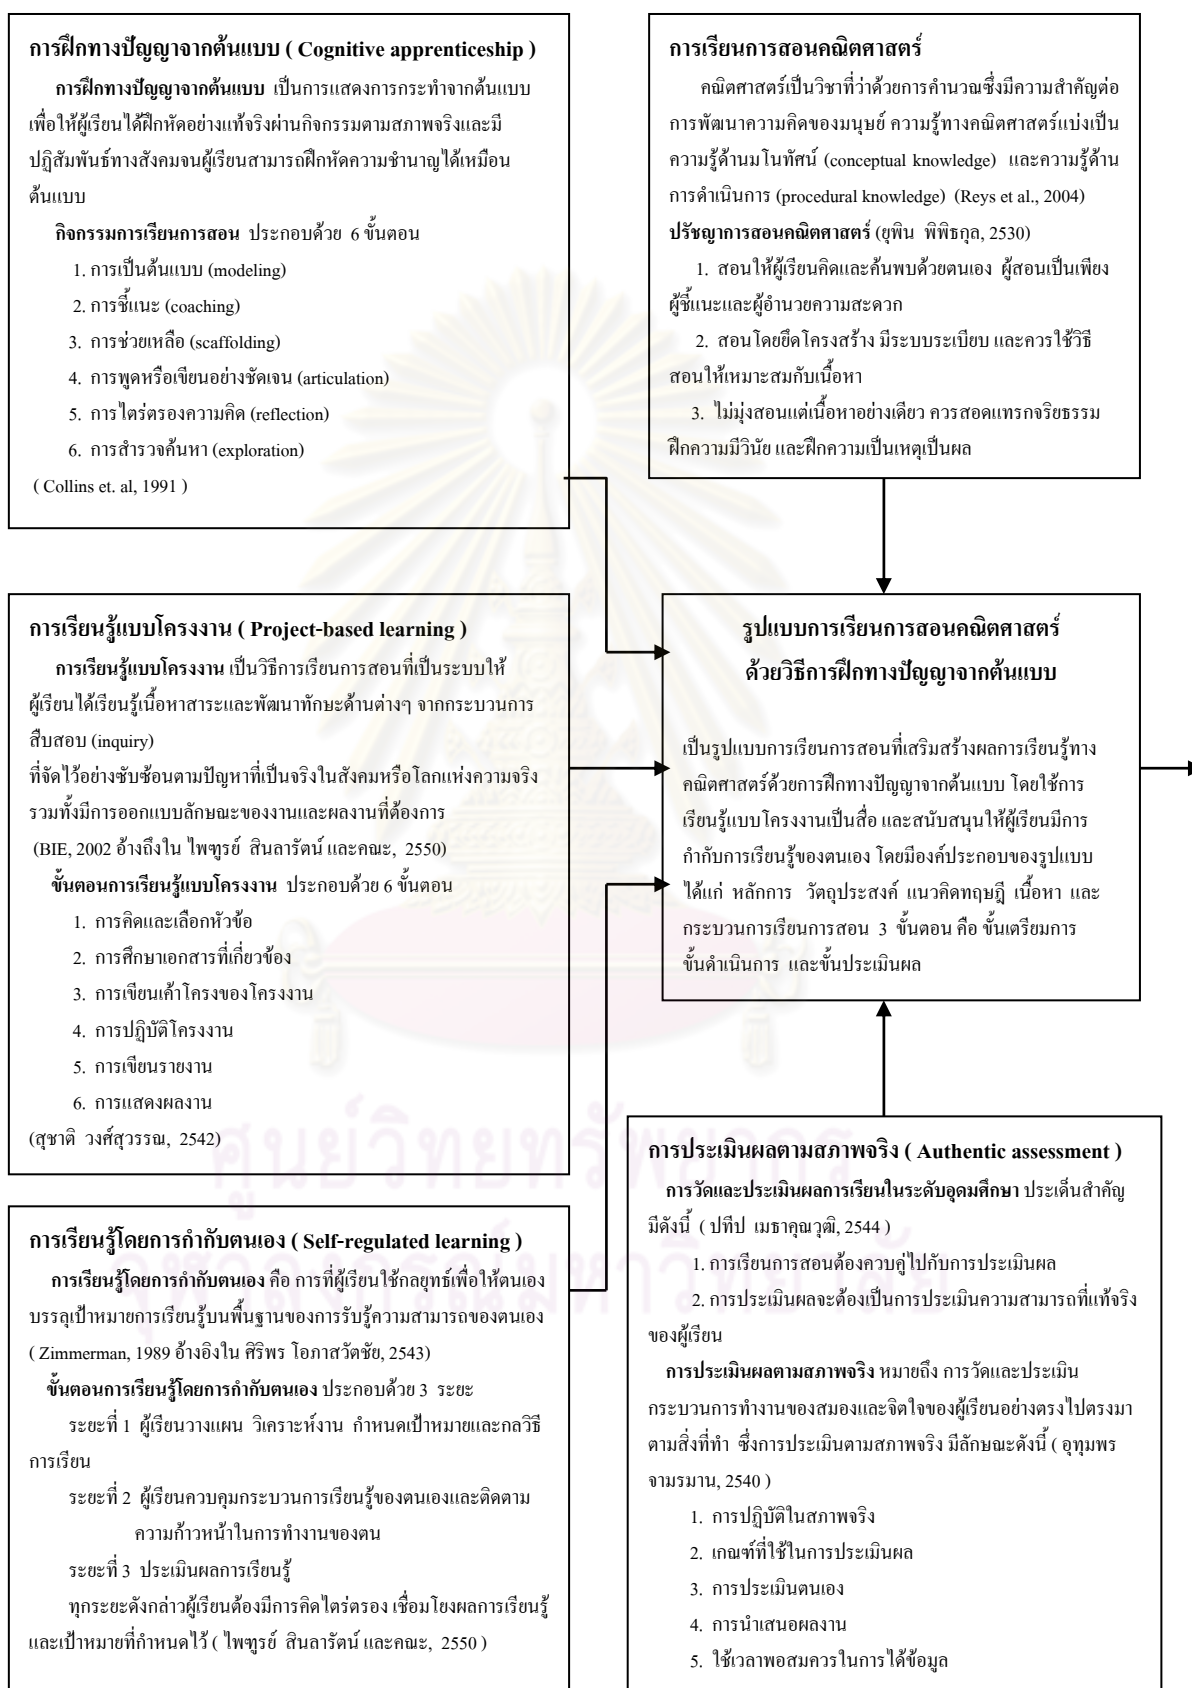 การฝึกทางปัญญาจากต้นแบบ ( Cognitive apprenticeship )
การฝึกทางปัญญาจากต้นแบบ เป็นการแสดงการกระทำจากต้นแบบ
เพื่อให้ผู้เรียนได้ฝึกหัดอย่างแท้จริงผ่านกิจกรรมตามสภาพจริงและมี
ปฏิสัมพันธ์ทางสังคมจนผู้เรียนสามารถฝึกหัดความชำนาญได้เหมือน
ต้นแบบ
กิจกรรมการเรียนการสอน ประกอบด้วย 6 ขั้นตอน
1. การเป็นต้นแบบ (modeling)
2. การชี้แนะ (coaching)
3. การช่วยเหลือ (scaffolding)
4. การพูดหรือเขียนอย่างชัดเจน (articulation)
5. การไตร่ตรองความคิด (reflection)
6. การสำรวจค้นหา (exploration)
( Collins et. al, 1991 )
การเรียนการสอนคณิตศาสตร์
คณิตศาสตร์เป็นวิชาที่ว่าด้วยการคำนวณซึ่งมีความสำคัญต่อ
การพัฒนาความคิดของมนุษย์ ความรู้ทางคณิตศาสตร์แบ่งเป็น
ความรู้ด้านมโนทัศน์ (conceptual knowledge) และความรู้ด้าน
การดำเนินการ (procedural knowledge) (Reys et al., 2004)
ปรัชญาการสอนคณิตศาสตร์ (ยุพิน พิพิธกุล, 2530)
1. สอนให้ผู้เรียนคิดและค้นพบด้วยตนเอง ผู้สอนเป็นเพียง
ผู้ชี้แนะและผู้อำนวยความสะดวก
2. สอนโดยยึดโครงสร้าง มีระบบระเบียบ และควรใช้วิธี
สอนให้เหมาะสมกับเนื้อหา
3. ไม่มุ่งสอนแต่เนื้อหาอย่างเดียว ควรสอดแทรกจริยธรรม
ฝึกความมีวินัย และฝึกความเป็นเหตุเป็นผล
การเรียนรู้แบบโครงงาน ( Project-based learning )
การเรียนรู้แบบโครงงาน เป็นวิธีการเรียนการสอนที่เป็นระบบให้
ผู้เรียนได้เรียนรู้เนื้อหาสาระและพัฒนาทักษะด้านต่างๆ จากกระบวนการ
สืบสอบ (inquiry)
ที่จัดไว้อย่างซับซ้อนตามปัญหาที่เป็นจริงในสังคมหรือโลกแห่งความจริง
รวมทั้งมีการออกแบบลักษณะของงานและผลงานที่ต้องการ
(BIE, 2002 อ้างถึงใน ไพฑูรย์ สินลารัตน์ และคณะ, 2550)
ขั้นตอนการเรียนรู้แบบโครงงาน ประกอบด้วย 6 ขั้นตอน
1. การคิดและเลือกหัวข้อ
2. การศึกษาเอกสารที่เกี่ยวข้อง
3. การเขียนเค้าโครงของโครงงาน
4. การปฏิบัติโครงงาน
5. การเขียนรายงาน
6. การแสดงผลงาน
(สุชาติ วงศ์สุวรรณ, 2542)
รูปแบบการเรียนการสอนคณิตศาสตร์
ด้วยวิธีการฝึกทางปัญญาจากต้นแบบ
เป็นรูปแบบการเรียนการสอนที่เสริมสร้างผลการเรียนรู้ทาง
คณิตศาสตร์ด้วยการฝึกทางปัญญาจากต้นแบบ โดยใช้การ
เรียนรู้แบบโครงงานเป็นสื่อ และสนับสนุนให้ผู้เรียนมีการ
กำกับการเรียนรู้ของตนเอง โดยมีองค์ประกอบของรูปแบบ
ได้แก่ หลักการ วัตถุประสงค์ แนวคิดทฤษฎี เนื้อหา และ
กระบวนการเรียนการสอน 3 ขั้นตอน คือ ขั้นเตรียมการ
ขั้นดำเนินการ และขั้นประเมินผล
การเรียนรู้โดยการกำกับตนเอง ( Self-regulated learning )
การเรียนรู้โดยการกำกับตนเอง คือ การที่ผู้เรียนใช้กลยุทธ์เพื่อให้ตนเอง
บรรลุเป้าหมายการเรียนรู้บนพื้นฐานของการรับรู้ความสามารถของตนเอง
( Zimmerman, 1989 อ้างอิงใน ศิริพร โอภาสวัตชัย, 2543)
ขั้นตอนการเรียนรู้โดยการกำกับตนเอง ประกอบด้วย 3 ระยะ
ระยะที่ 1 ผู้เรียนวางแผน วิเคราะห์งาน กำหนดเป้าหมายและกลวิธี
การเรียน
ระยะที่ 2 ผู้เรียนควบคุมกระบวนการเรียนรู้ของตนเองและติดตาม
ความก้าวหน้าในการทำงานของตน
ระยะที่ 3 ประเมินผลการเรียนรู้
ทุกระยะดังกล่าวผู้เรียนต้องมีการคิดไตร่ตรอง เชื่อมโยงผลการเรียนรู้
และเป้าหมายที่กำหนดไว้ ( ไพฑูรย์ สินลารัตน์ และคณะ, 2550 )
การประเมินผลตามสภาพจริง ( Authentic assessment )
การวัดและประเมินผลการเรียนในระดับอุดมศึกษา ประเด็นสำคัญ
มีดังนี้ ( ปทีป เมธาคุณวุฒิ, 2544 )
1. การเรียนการสอนต้องควบคู่ไปกับการประเมินผล
2. การประเมินผลจะต้องเป็นการประเมินความสามารถที่แท้จริง
ของผู้เรียน
การประเมินผลตามสภาพจริง หมายถึง การวัดและประเมิน
กระบวนการทำงานของสมองและจิตใจของผู้เรียนอย่างตรงไปตรงมา
ตามสิ่งที่ทำ ซึ่งการประเมินตามสภาพจริง มีลักษณะดังนี้ ( อุทุมพร
จามรมาน, 2540 )
1. การปฏิบัติในสภาพจริง
2. เกณฑ์ที่ใช้ในการประเมินผล
3. การประเมินตนเอง
4. การนำเสนอผลงาน
5. ใช้เวลาพอสมควรในการได้ข้อมูล
ศูนย์วิทยทรัพยากร
จุฬาลงกรณ์มหาวิทยาลัย